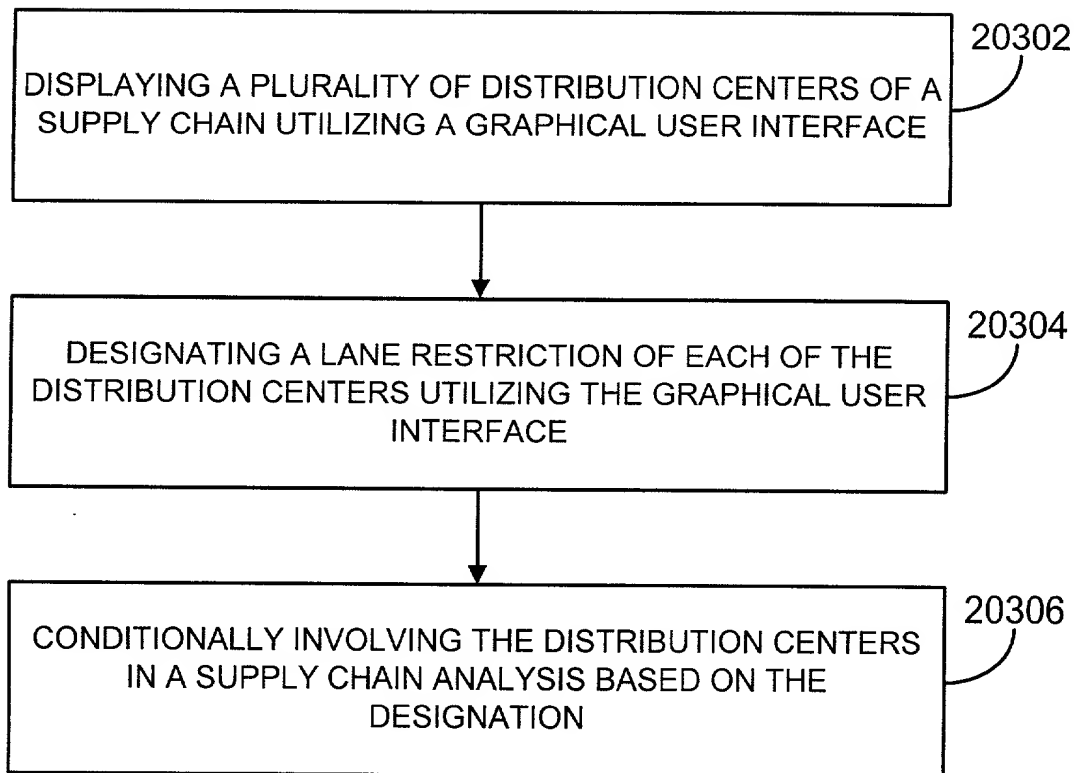 20302
DISPLAYING A PLURALITY OF DISTRIBUTION CENTERS OF A
SUPPLY CHAIN UTILIZING A GRAPHICAL USER INTERFACE
20304
DESIGNATING A LANE RESTRICTION OF EACH OF THE
DISTRIBUTION CENTERS UTILIZING THE GRAPHICAL USER
INTERFACE
20306
CONDITIONALLY INVOLVING THE DISTRIBUTION CENTERS
IN A SUPPLY CHAIN ANALYSIS BASED ON THE
DESIGNATION